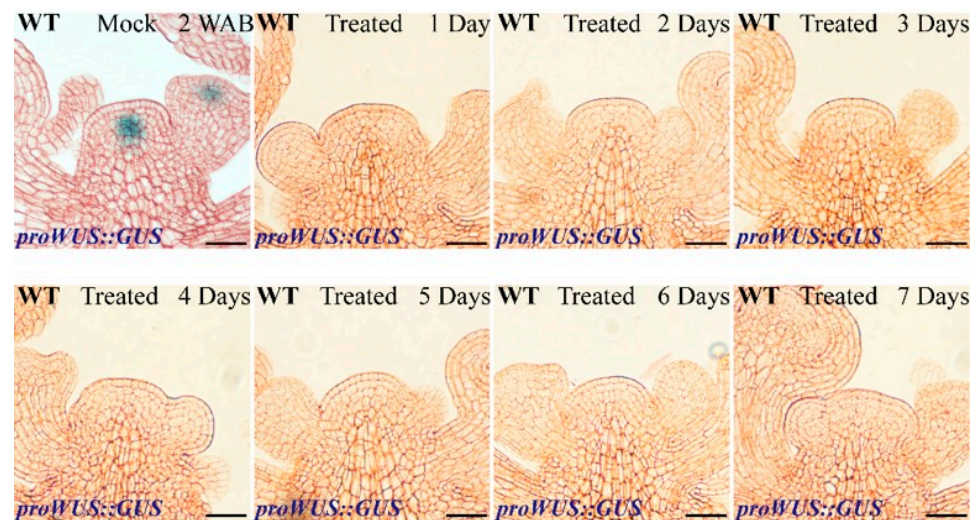 WT Mock 2 WAB
proWUS::GUS
WT Treated 1 Day
proWUS::GUS
WT Treated 2 Days
proWUS::GUS
WT Treated 3 Days
proWUS::GUS
WT Treated 4 Days
proWUS::GUS
WT Treated 5 Days
proWUS::GUS
WT Treated 6 Days
proWUS::GUS
WT Treated 7 Days
proWUS::GUS